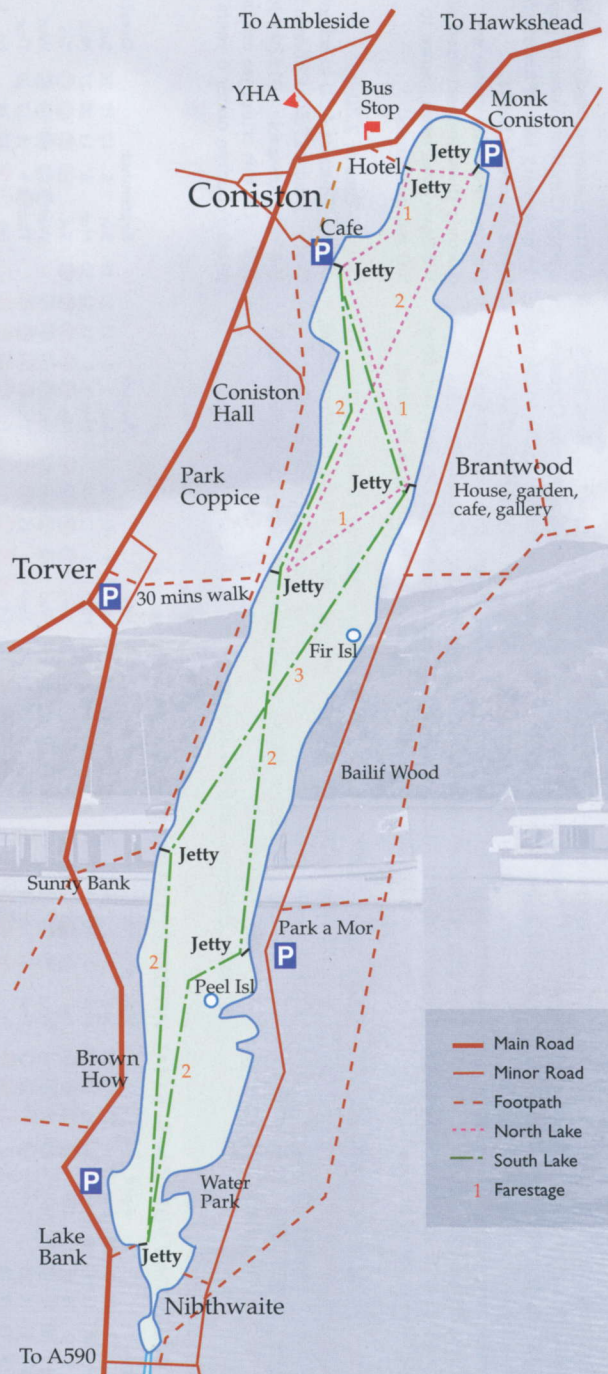 To Ambleside
To Hawkshead
YHA
Bus
Stop
Monk
Coniston
Jetty
P
Hotel
Jetty
Coniston
1
Cafe
P
Jetty
2
Coniston
Hall
2
1
Park
Coppice
Jetty
Brantwood
House, garden,
cafe, gallery
1
Torver
P
30 mins walk
Jetty
Fir Isl
3
2
Bailif Wood
Jetty
Sunny Bank
Park a Mor
Jetty
P
2
Peel Isl
Brown
How
2
Main Road
Minor Road
Footpath
North Lake
South Lake
1 Farestage
P
Water
Park
Lake
Bank
Jetty
Nibthwaite
To A590